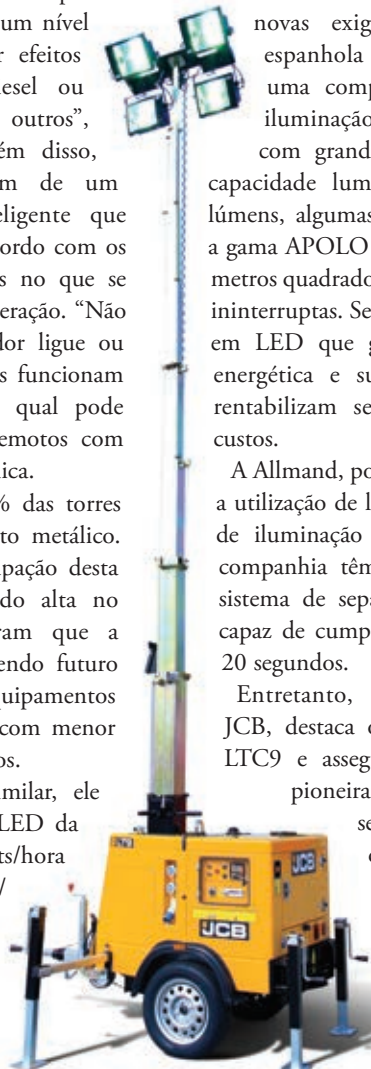 um nível
r efeitos
esel ou
outros”,
ém disso,
m de um
eligente que
ordo com os
s no que se
eração. “Não
dor ligue ou
s funcionam
qual pode
emotos com
nica.
% das torres
to metálico.
ipação desta
do alta no
ram que a
endo futuro
quipamentos
com menor
os.
milar, ele
LED da
ts/hora
/
novas exig
espanhola
uma comp
iluminação
com grand
capacidade lum
lúmens, algumas
a gama APOLO
metros quadrado
ininterruptas. Se
em LED que g
energética e su
rentabilizam se
custos.
A Allmand, po
a utilização de l
de iluminação
companhia têm
sistema de sepa
capaz de cump
20 segundos.
Entretanto,
JCB, destaca o
LTC9 e asseg
pioneira
se
JCB
JCB